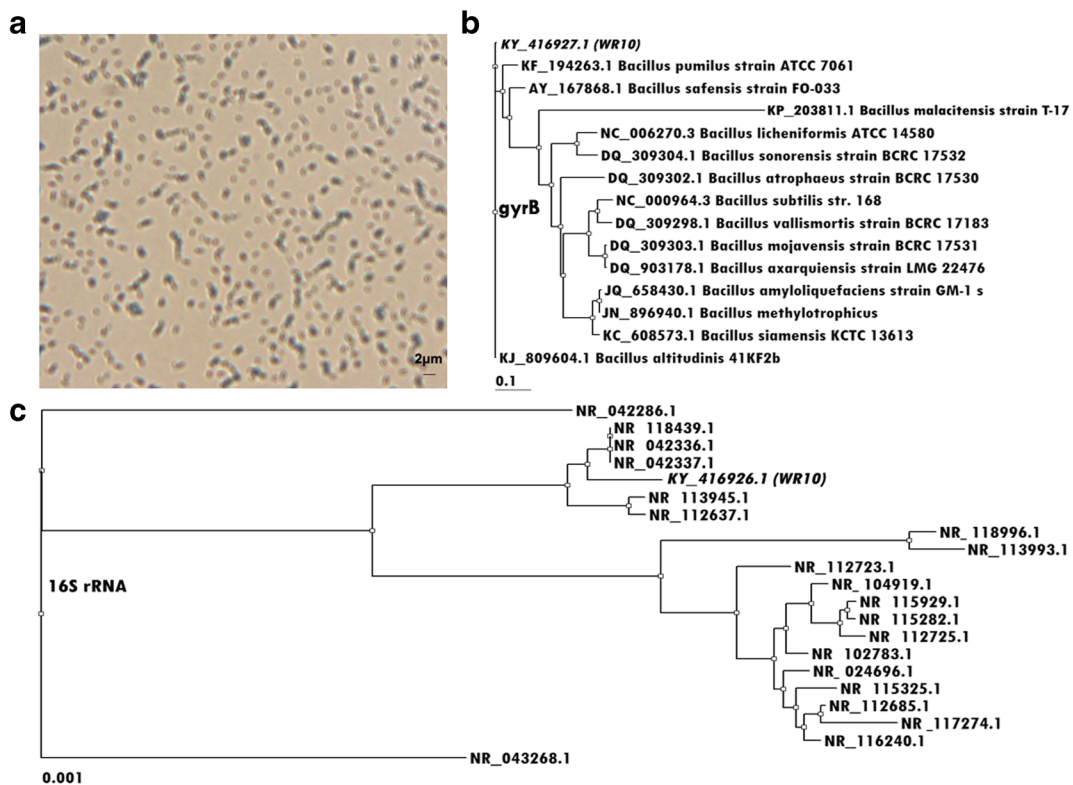 a
2µm
b
KY_416927.1 (WR10)
KF_194263.1 Bacillus pumilus strain ATCC 7061
AY_167868.1 Bacillus safensis strain FO-033
KP_203811.1 Bacillus malacitensis strain T-17
NC_006270.3 Bacillus licheniformis ATCC 14580
DQ_309304.1 Bacillus sonorensis strain BCRC 17532
DQ_309302.1 Bacillus atrophaeus strain BCRC 17530
NC_000964.3 Bacillus subtilis str. 168
gyrB
DQ_309298.1 Bacillus vallismortis strain BCRC 17183
DQ_309303.1 Bacillus mojavensis strain BCRC 17531
DQ_903178.1 Bacillus axarquiensis strain LMG 22476
JQ_658430.1 Bacillus amyloliquefaciens strain GM-1 s
JN_896940.1 Bacillus methylotrophicus
KC_608573.1 Bacillus siamensis KCTC 13613
KJ_809604.1 Bacillus altitudinis 41KF2b
0.1
c
NR_042286.1
NR 118439.1
NR 042336.1
NR_042337.1
KY_416926.1 (WR10)
NR 113945.1
NR_112637.1
NR_118996.1
NR_113993.1
NR_112723.1
16S rRNA
NR_104919.1
NR 115929.1
NR 115282.1
NR 112725.1
NR 102783.1
NR_024696.1
NR 115325.1
NR_112685.1
NR_117274.1
NR_116240.1
NR_043268.1
0.001